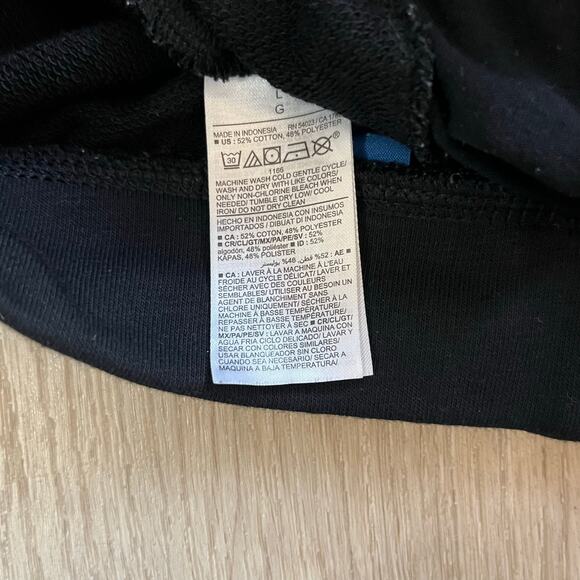 L
G
MADE IN INDONESIA RN 54023 / CA
■ US : 52% COTTON, 48% POLYESTER
30
1166
MACHINE WASH COLD GENTLE CYCLE/
WASH AND DRY WITH LIKE COLORS/
ONLY NON-CHLORINE BLEACH WHEN
NEEDED/ TUMBLE DRY LOW/ COOL
IRON/ DO NOT DRY CLEAN
HECHO EN INDONESIA CON INSUMOS
IMPORTADOS / DIBUAT DI INDONESIA
■ CA : 52% COTON, 48% POLYESTER
■ CR/CL/GT/MX/PA/PE/SV : 52%
algodón, 48% poliéster ■ ID : 52%
KAPAS, 48% POLISTER
■ AE : 52% قطن, 48% بوليستر
■ CA : LAVER À LA MACHINE À L'EAU
FROIDE AU CYCLE DÉLICAT/ LAVER ET
SÉCHER AVEC DES COULEURS
SEMBLABLES/ UTILISER AU BESOIN UN
AGENT DE BLANCHIMENT SANS
CHLORE UNIQUEMENT/ SÉCHER À LA
MACHINE À BASSE TEMPÉRATURE/
REPASSER À BASSE TEMPÉRATURE/
NE PAS NETTOYER À SEC ■ CR/CL/GT/
MX/PA/PE/SV : LAVAR A MAQUINA CON
AGUA FRIA CICLO DELICADO/ LAVAR Y
SECAR CON COLORES SIMILARES/
USAR BLANQUEADOR SIN CLORO
CUANDO SEA NECESARIO/ SECAR A
MAQUINA A BAJA TEMPERATURA/